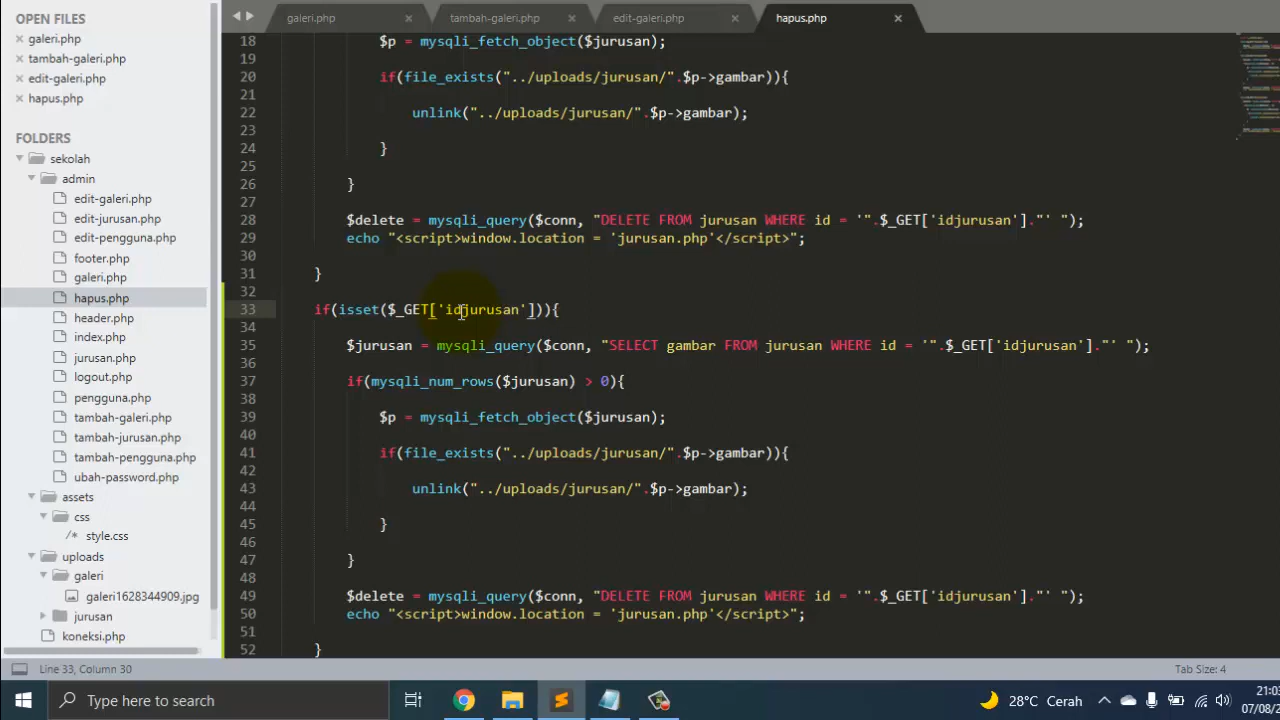 OPEN FILES
galeri.php
tambah-galeri.php
edit-galeri.php
hapus.php
FOLDERS
sekolah
admin
edit-galeri.php
edit-jurusan.php
edit-pengguna.php
footer.php
galeri.php
hapus.php
header.php
index.php
jurusan.php
logout.php
pengguna.php
tambah-galeri.php
tambah-jurusan.php
tambah-pengguna.php
ubah-password.php
assets
css
/* style.css
uploads
galeri
galeri1628344909.jpg
jurusan
koneksi.php
galeri.php tambah-galeri.php edit-galeri.php hapus.php
18 $p = mysqli_fetch_object($jurusan);
19
20 if(file_exists("../uploads/jurusan/".$p->gambar)){
21
22 unlink("../uploads/jurusan/".$p->gambar);
23
24 }
25
26 }
27
28 $delete = mysqli_query($conn, "DELETE FROM jurusan WHERE id = '".$_GET['idjurusan']."' ");
29 echo "<script>window.location = 'jurusan.php'</script>";
30
31 }
32
33 if(isset($_GET['idjurusan'])){
34
35 $jurusan = mysqli_query($conn, "SELECT gambar FROM jurusan WHERE id = '".$_GET['idjurusan']."' ");
36
37 if(mysqli_num_rows($jurusan) > 0){
38
39 $p = mysqli_fetch_object($jurusan);
40
41 if(file_exists("../uploads/jurusan/".$p->gambar)){
42
43 unlink("../uploads/jurusan/".$p->gambar);
44
45 }
46
47 }
48
49 $delete = mysqli_query($conn, "DELETE FROM jurusan WHERE id = '".$_GET['idjurusan']."' ");
50 echo "<script>window.location = 'jurusan.php'</script>";
51
52 }
Line 33, Column 30 Tab Size: 4
Type here to search 28°C Cerah 21:03
07/08/2